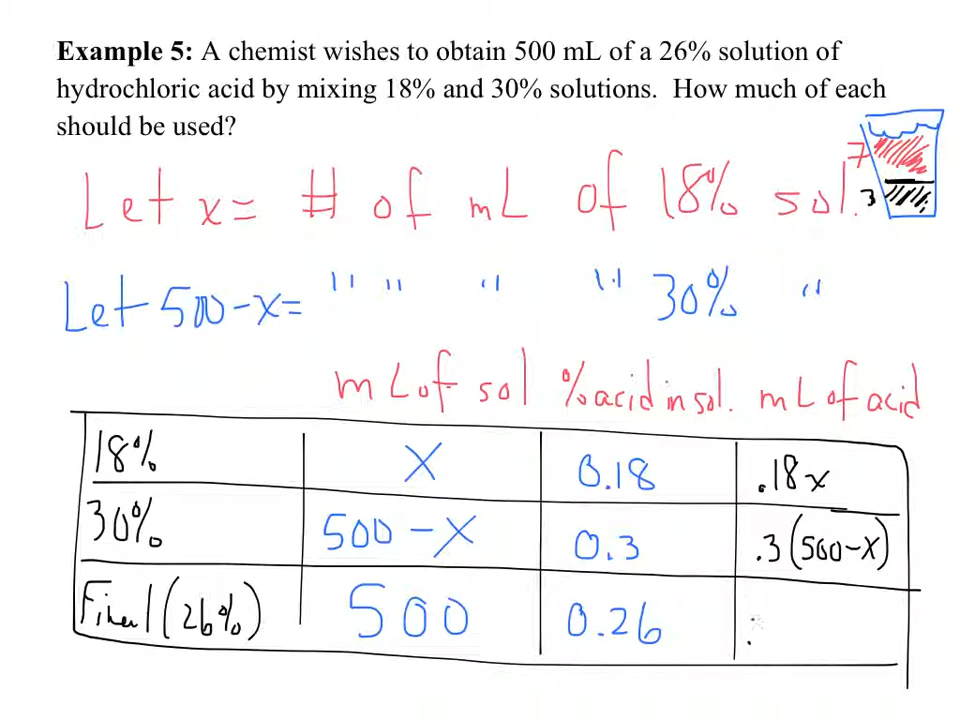 Example 5: A chemist wishes to obtain 500 mL of a 26% solution of
hydrochloric acid by mixing 18% and 30% solutions.  How much of each
should be used?
7
Let x = # of mL of 18% sol.
3
Let 500-x = " " " " 30% "
mL of sol % acid in sol. mL of acid
18% X 0.18 .18x
30% 500-X 0.3 .3(500-X)
Final (26%) 500 0.26 .